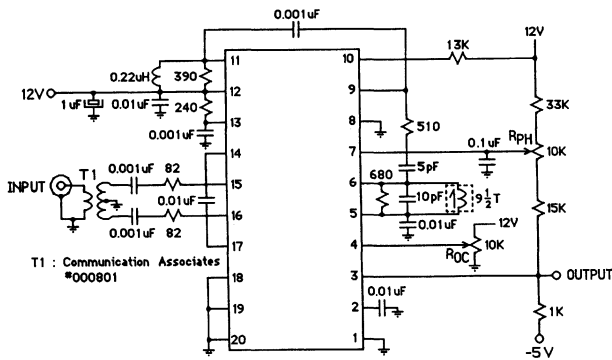 0.001uF
12V
11
10
13K
0.22uH
390
12V
12
9
33K
1uF
0.01uF
240
510
8
13
0.001uF
0.1uF
RPH
10K
7
14
T1
0.001uF
82
680
5pF
6
INPUT
15
0.01uF
10pF
9 1/2 T
15K
16
5
0.01uF
12V
0.001uF
82
4
10K
ROC
17
T1 : Communication Associates
#000801
18
3
OUTPUT
0.01uF
19
2
1K
20
1
-5V